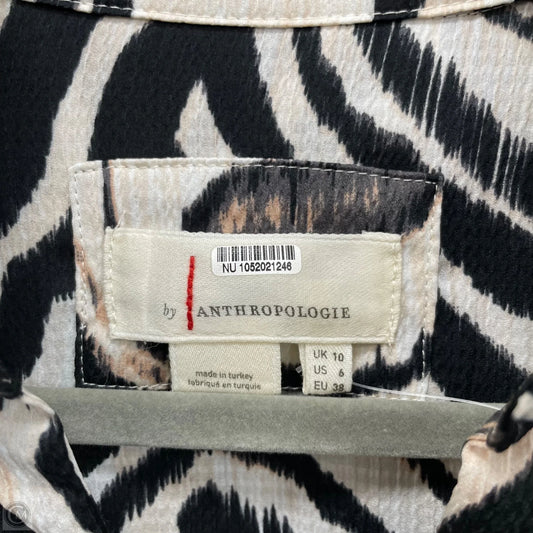 NU 1052021246
by ANTHROPOLOGIE
made in turkey
fabriqué en turquie
UK 10
US 6
EU 38